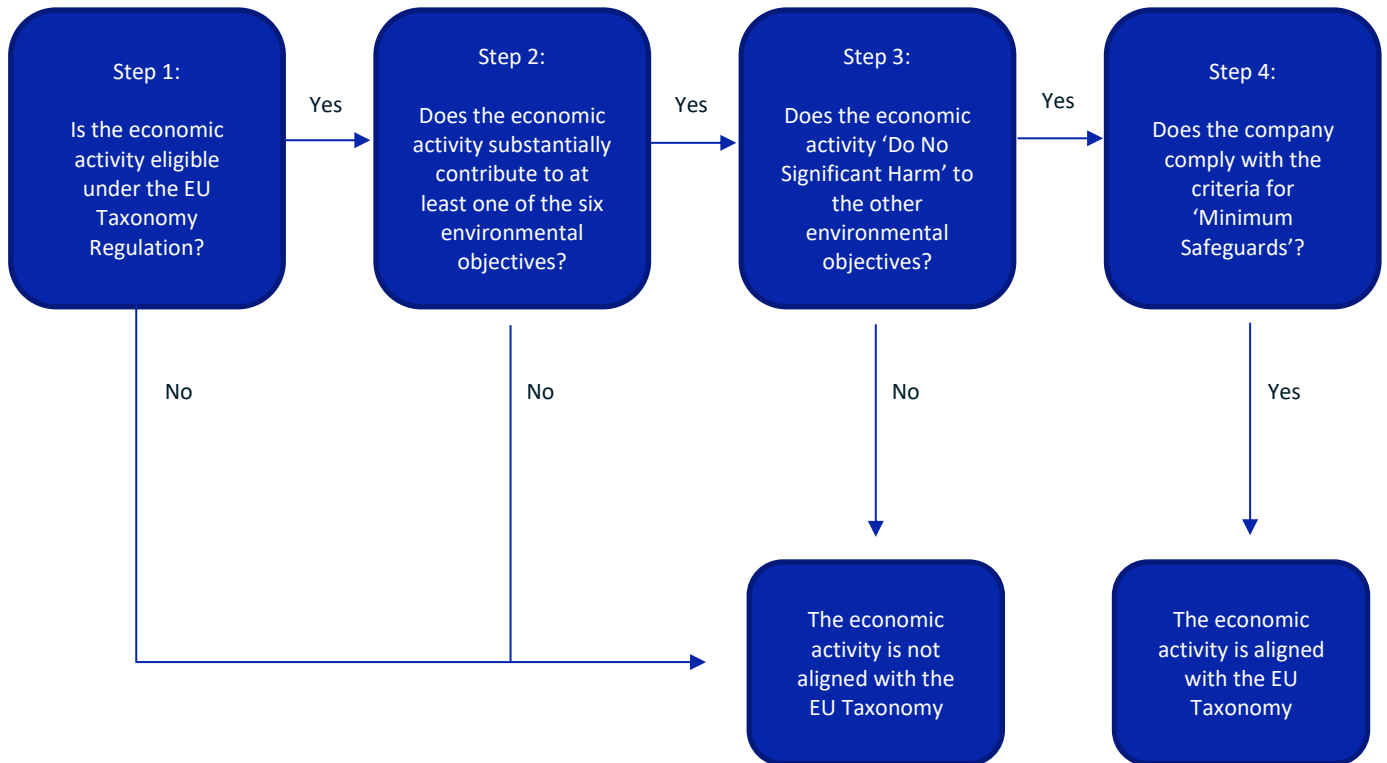 Step 1:
Is the economic
activity eligible
under the EU
Taxonomy
Regulation?
Yes
Step 2:
Does the economic
activity substantially
contribute to at
least one of the six
environmental
objectives?
Yes
Step 3:
Does the economic
activity ‘Do No
Significant Harm’ to
the other
environmental
objectives?
Yes
Step 4:
Does the company
comply with the
criteria for
‘Minimum
Safeguards’?
No
No
No
Yes
The economic
activity is not
aligned with the
EU Taxonomy
The economic
activity is aligned
with the EU
Taxonomy